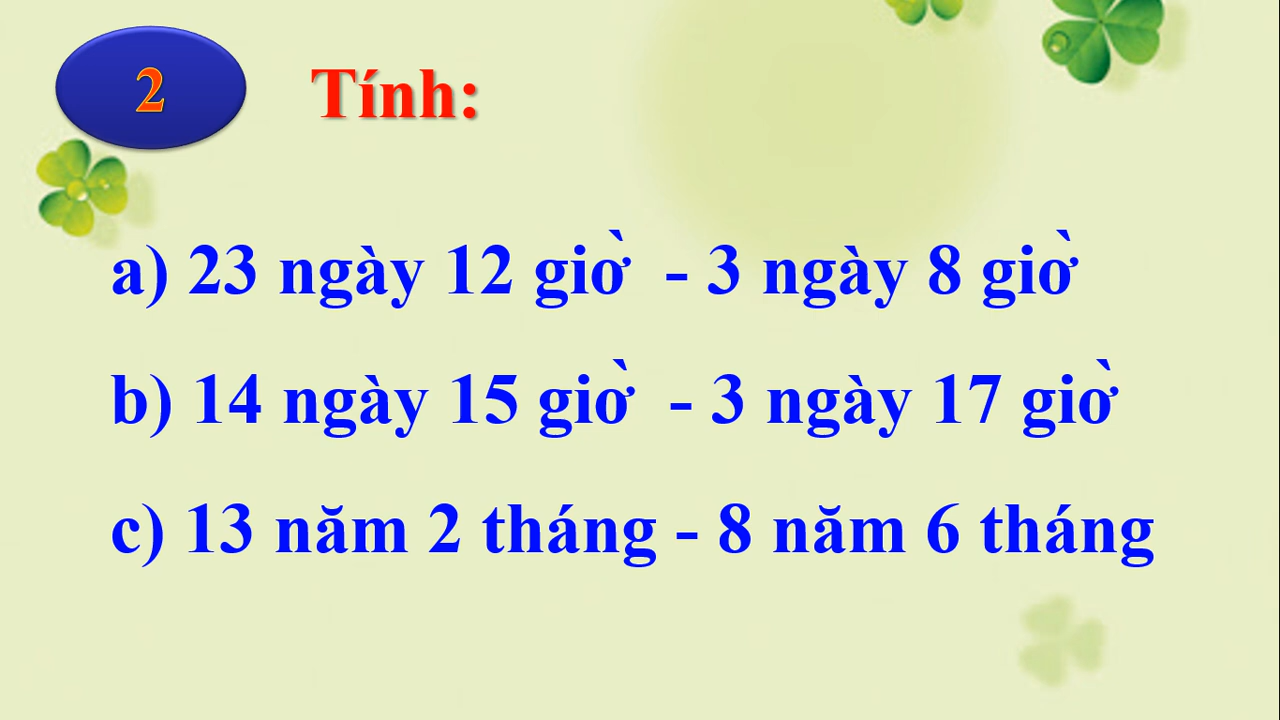 2
Tính:
a) 23 ngày 12 giờ - 3 ngày 8 giờ
b) 14 ngày 15 giờ - 3 ngày 17 giờ
c) 13 năm 2 tháng - 8 năm 6 tháng